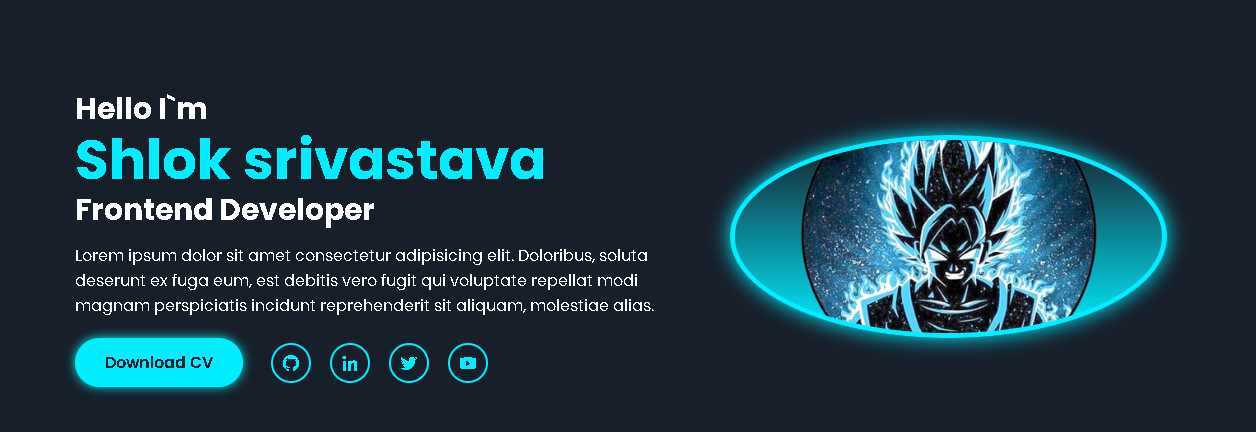 Hello I`m
Shlok srivastava
Frontend Developer
Lorem ipsum dolor sit amet consectetur adipisicing elit. Doloribus, soluta
deserunt ex fuga eum, est debitis vero fugit qui voluptate repellat modi
magnam perspiciatis incidunt reprehenderit sit aliquam, molestiae alias.
Download CV
in